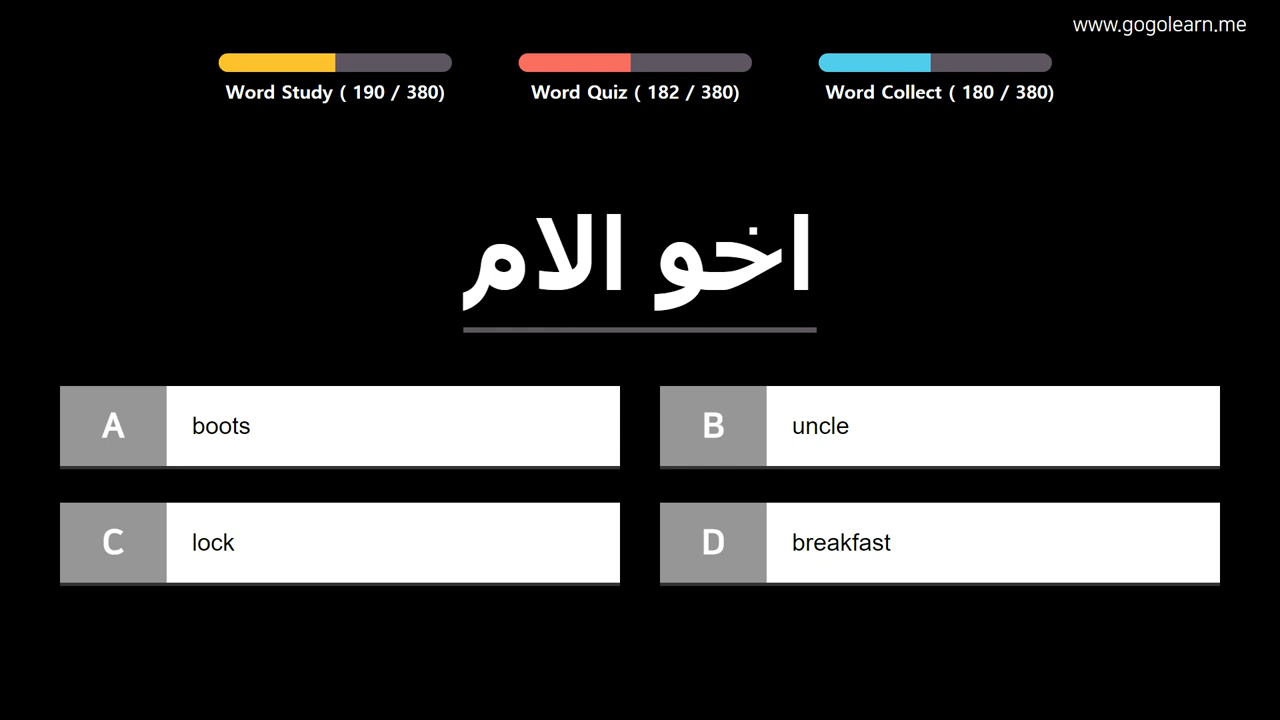 www.gogolearn.me
Word Study ( 190 / 380)
Word Quiz ( 182 / 380)
Word Collect ( 180 / 380)
اخو الام
A boots
B uncle
C lock
D breakfast